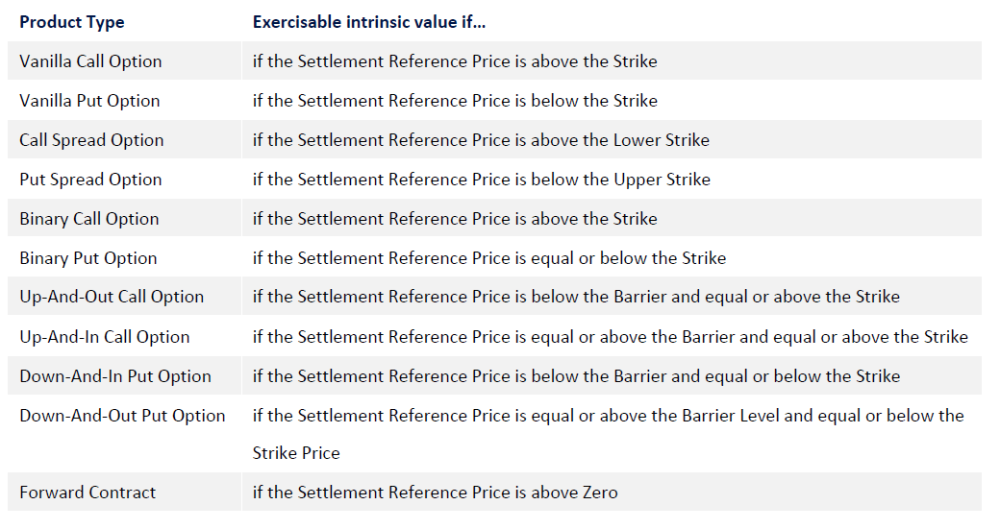 Product Type Exercisable intrinsic value if...
Vanilla Call Option if the Settlement Reference Price is above the Strike
Vanilla Put Option if the Settlement Reference Price is below the Strike
Call Spread Option if the Settlement Reference Price is above the Lower Strike
Put Spread Option if the Settlement Reference Price is below the Upper Strike
Binary Call Option if the Settlement Reference Price is above the Strike
Binary Put Option if the Settlement Reference Price is equal or below the Strike
Up-And-Out Call Option if the Settlement Reference Price is below the Barrier and equal or above the Strike
Up-And-In Call Option if the Settlement Reference Price is equal or above the Barrier and equal or above the Strike
Down-And-In Put Option if the Settlement Reference Price is below the Barrier and equal or below the Strike
Down-And-Out Put Option if the Settlement Reference Price is equal or above the Barrier Level and equal or below the
Strike Price
Forward Contract if the Settlement Reference Price is above Zero